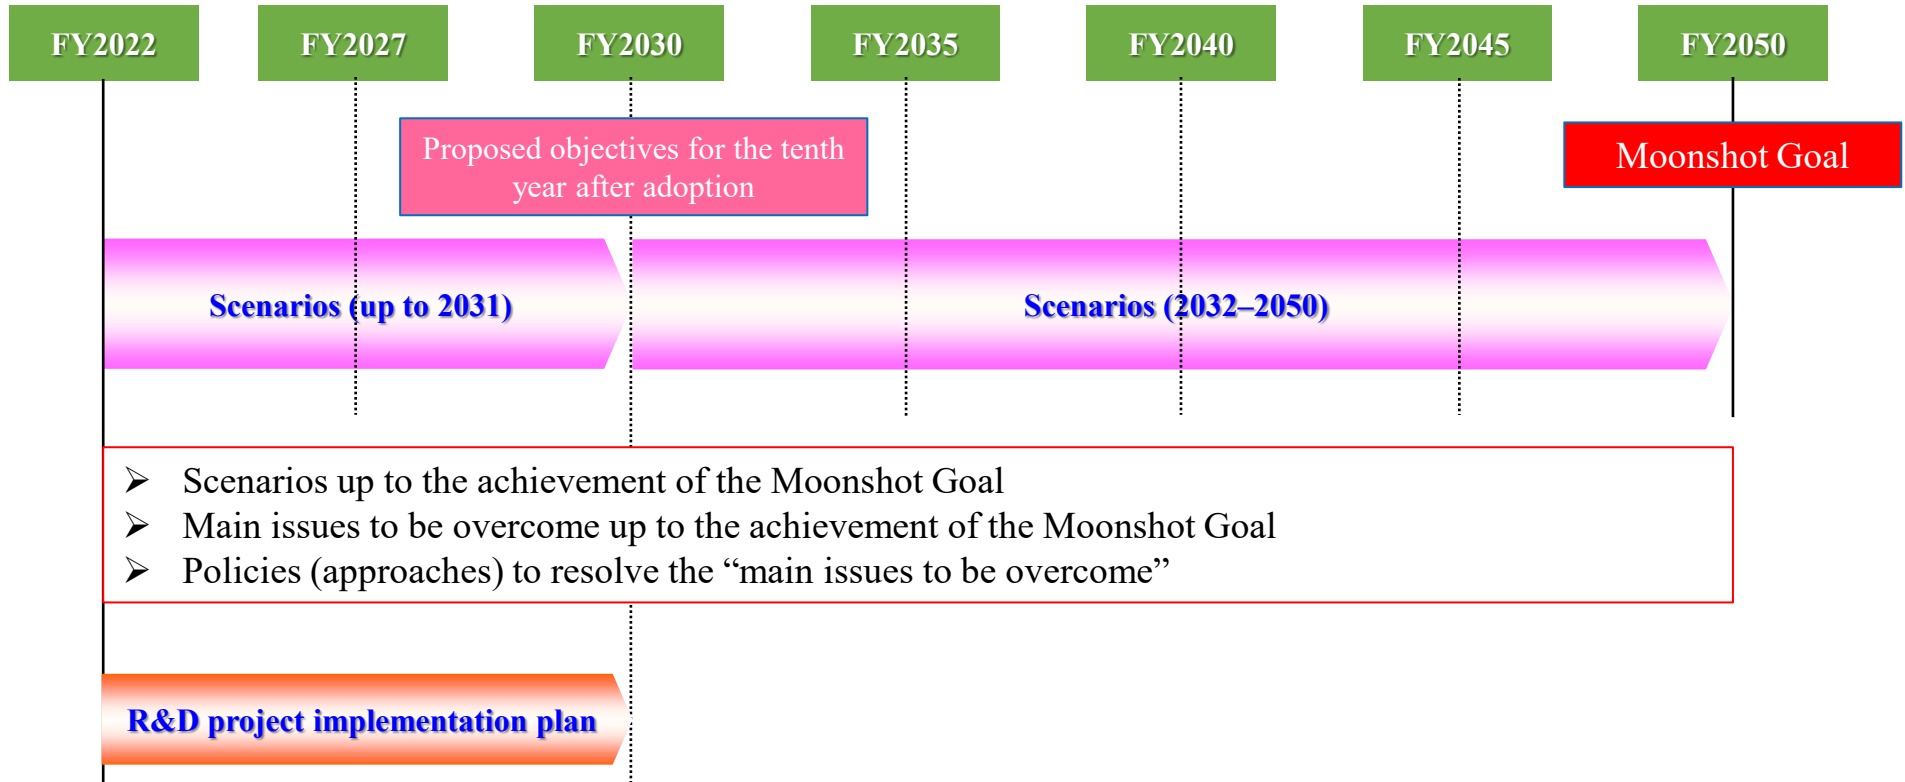 FY2022 FY2027 FY2030 FY2035 FY2040 FY2045 FY2050
Proposed objectives for the tenth
year after adoption
Moonshot Goal
Scenarios (up to 2031) Scenarios (2032–2050)
➢ Scenarios up to the achievement of the Moonshot Goal
➢ Main issues to be overcome up to the achievement of the Moonshot Goal
➢ Policies (approaches) to resolve the “main issues to be overcome”
R&D project implementation plan